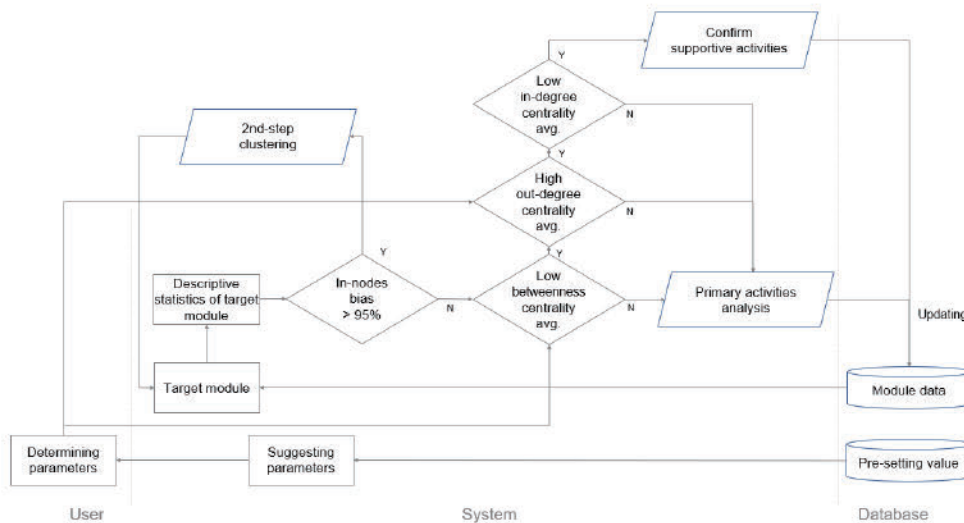 Confirm
supportive activities
Y
Low
in-degree
centrality
avg.
N
2nd-step
clustering
Y
High
out-degree
centrality
avg.
N
Y
Y
In-nodes
bias
> 95%
N
Low
betweenness
centrality
avg.
N
Descriptive
statistics of target
module
Primary activities
analysis
Updating
Target module
Module data
Determining
parameters
Suggesting
parameters
Pre-setting value
User
System
Database